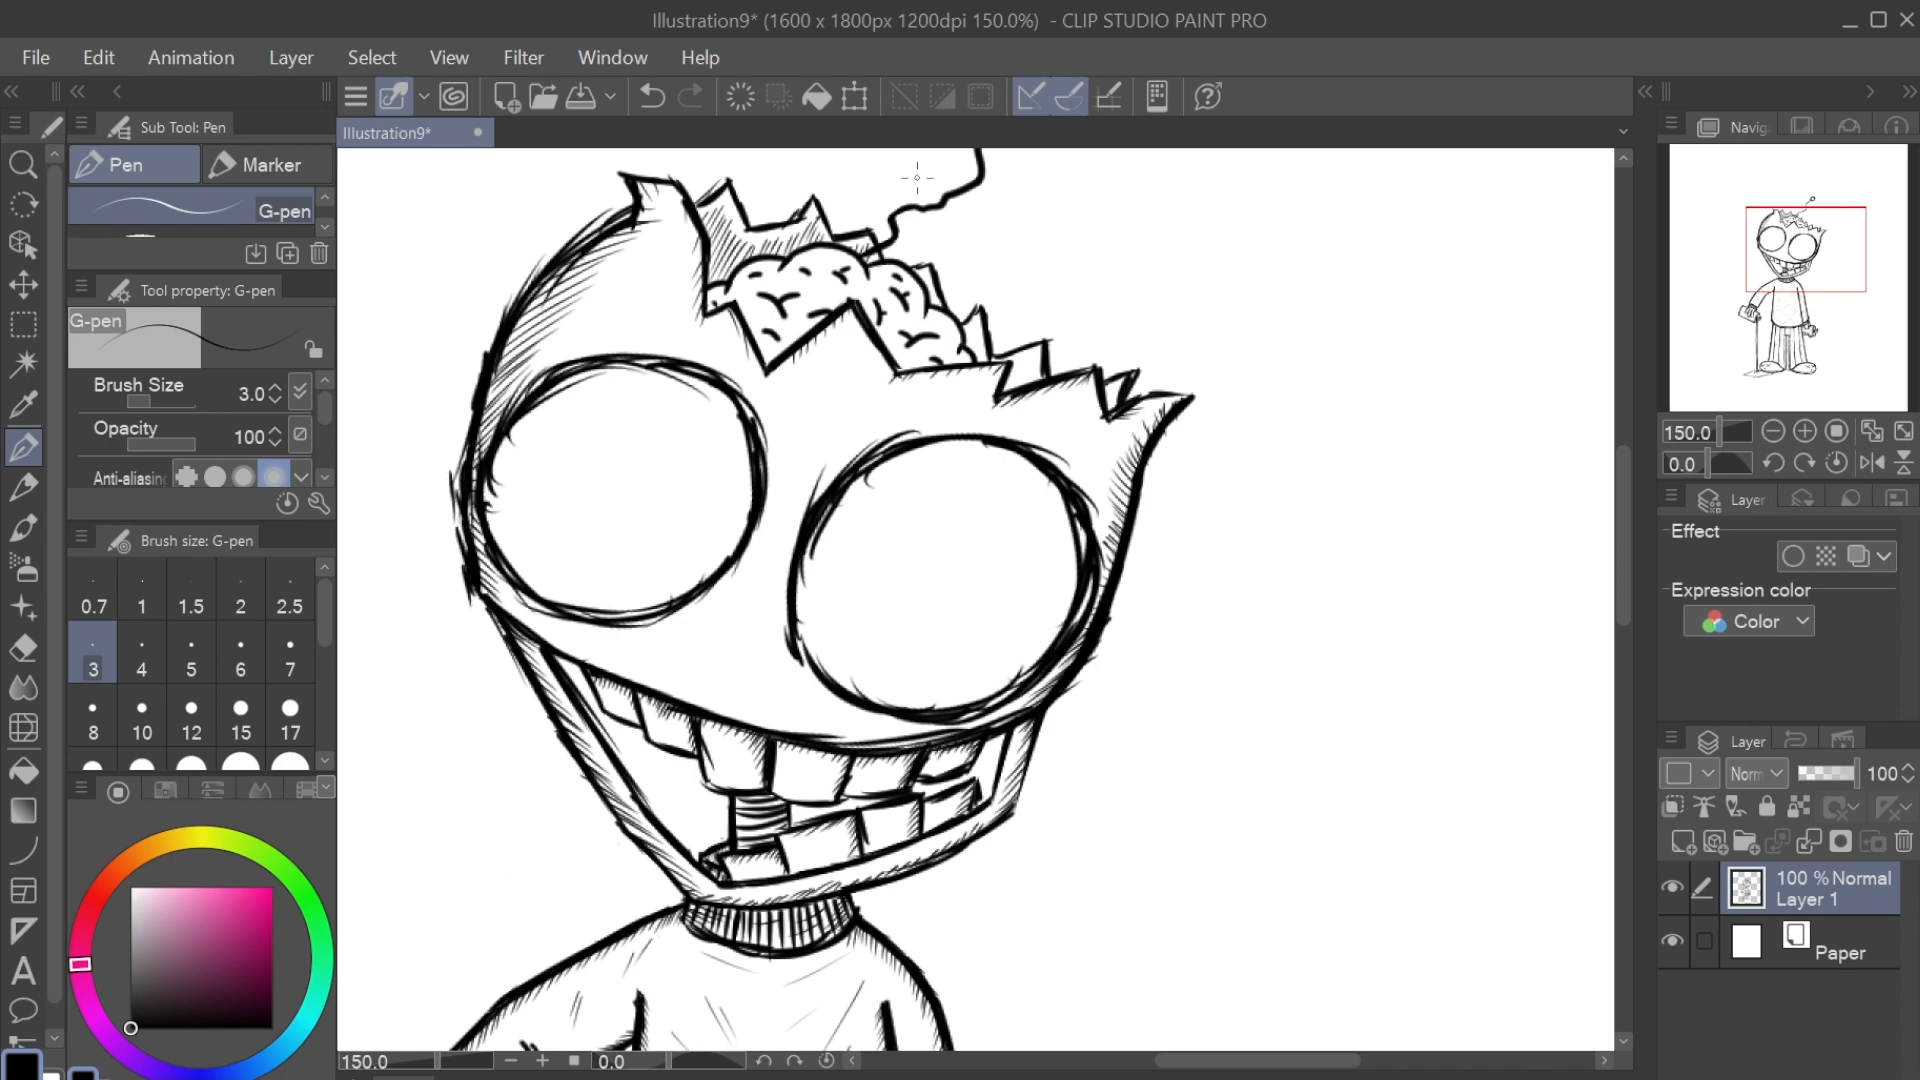 Illustration9* (1600 x 1800px 1200dpi 150.0%) - CLIP STUDIO PAINT PRO
File Edit Animation Layer Select View Filter Window Help
Sub Tool: Pen
Pen Marker
G-pen
Tool property: G-pen
G-pen
Brush Size 3.0
Opacity 100
Anti-aliasing
Brush size: G-pen
0.7 1 1.5 2 2.5
3 4 5 6 7
8 10 12 15 17
Illustration9*
150.0 0.0
Navig
150.0
0.0
Layer
Effect
Expression color
Color
Layer
Norm 100
100 % Normal
Layer 1
Paper